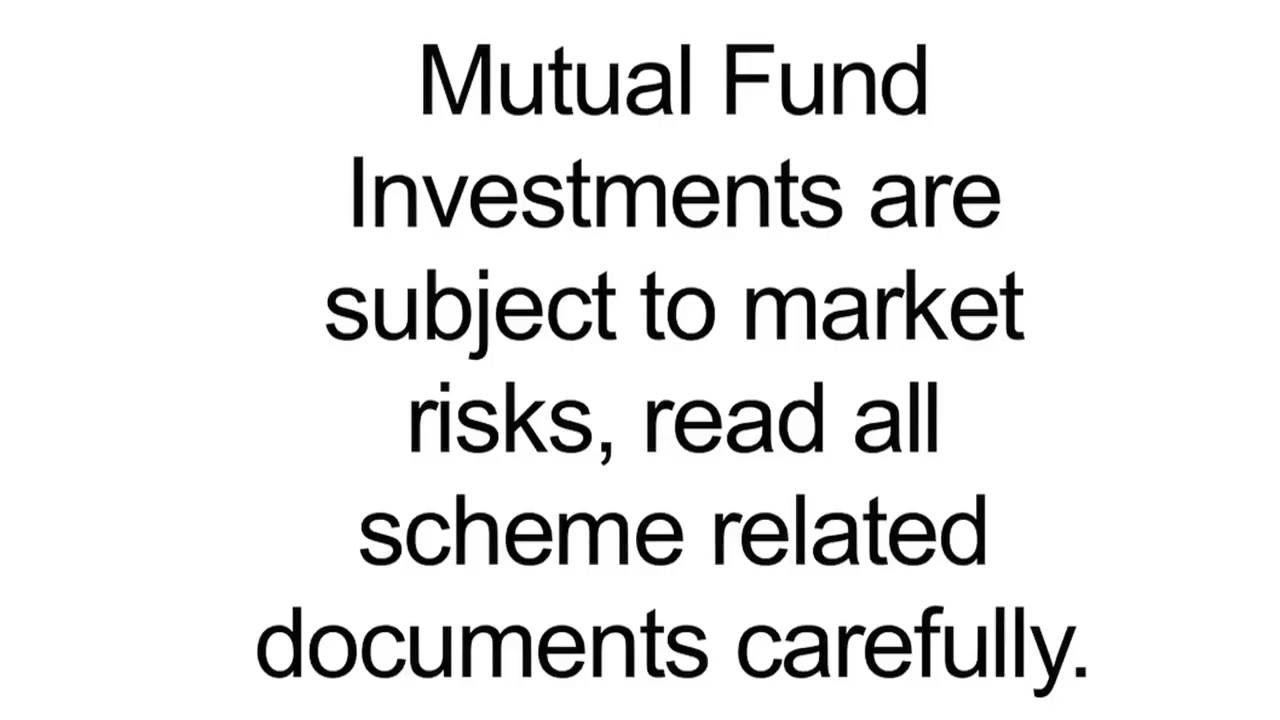 Mutual Fund
Investments are
subject to market
risks, read all
scheme related
documents carefully.